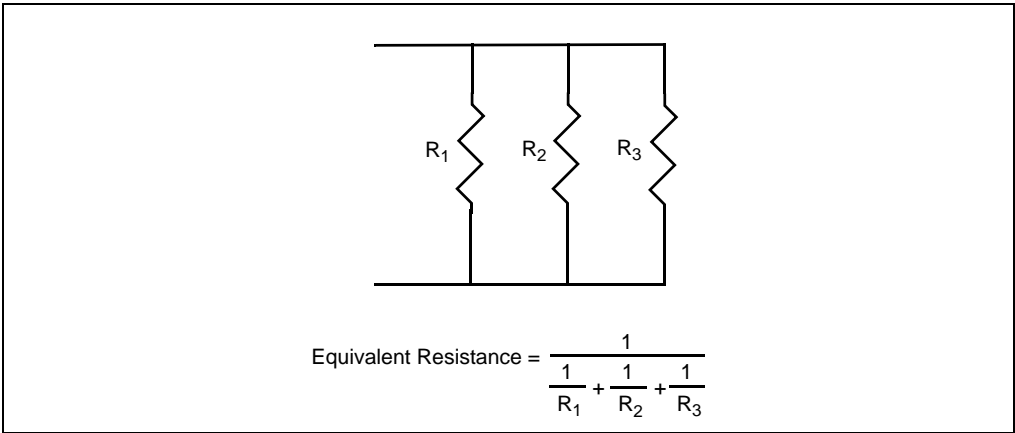 R1 R2 R3
Equivalent Resistance = 1
1 + 1 + 1
R1 R2 R3